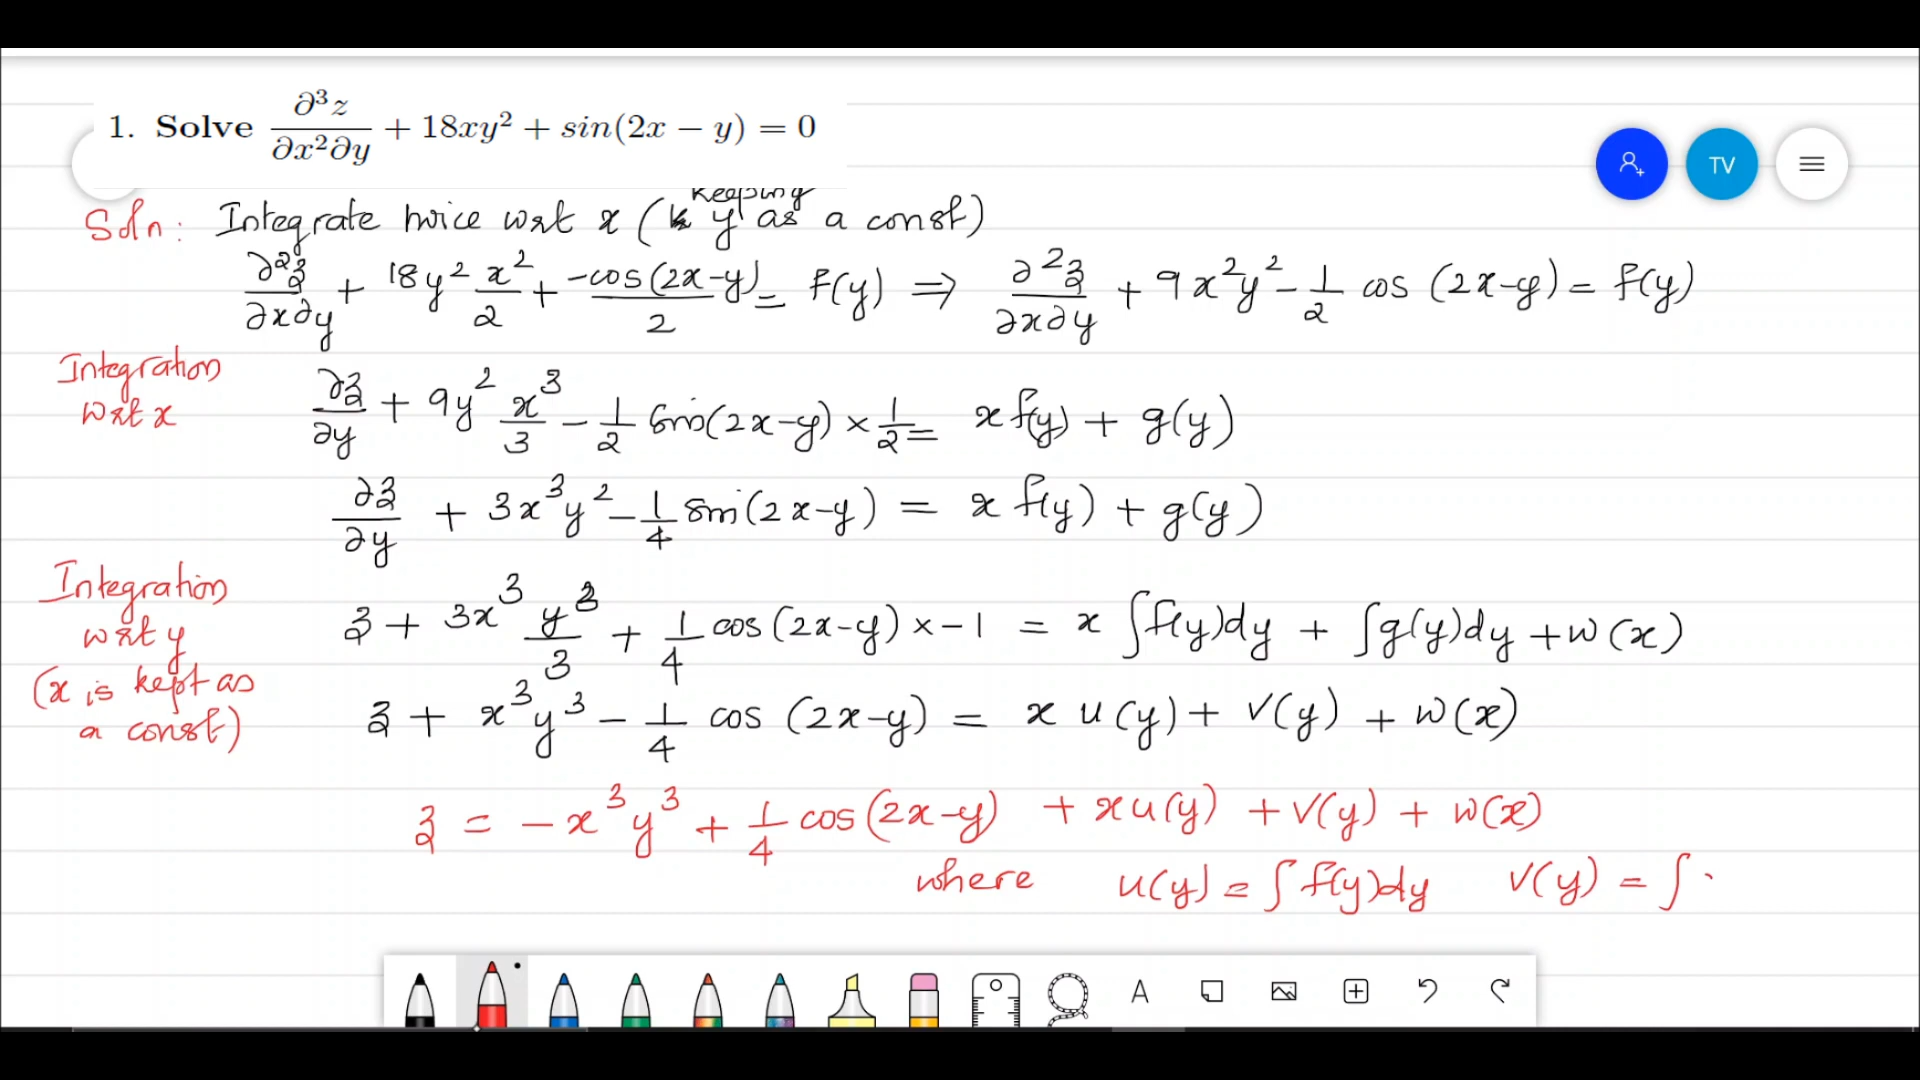 1. Solve ∂³z/∂x²∂y + 18xy² + sin(2x − y) = 0
TV
keeping
Soln: Integrate twice wrt x (k y as a const)
∂²z/∂x∂y + 18y² x²/2 + -cos(2x-y)/2 = f(y) ⇒ ∂²z/∂x∂y + 9x²y² - 1/2 cos (2x-y) = f(y)
Integration
wrt x
∂z/∂y + 9y² x³/3 - 1/2 sin(2x-y) × 1/2 = x f(y) + g(y)
∂z/∂y + 3x³y² - 1/4 sin(2x-y) = x f(y) + g(y)
Integration
wrt y
(x is kept as
a const)
z + 3x³ y³/3 + 1/4 cos(2x-y) × -1 = x ∫f(y)dy + ∫g(y)dy + w(x)
z + x³y³ - 1/4 cos (2x-y) = x u(y) + v(y) + w(x)
z = -x³y³ + 1/4 cos(2x-y) + x u(y) + v(y) + w(x)
where u(y) = ∫f(y)dy v(y) = ∫
A